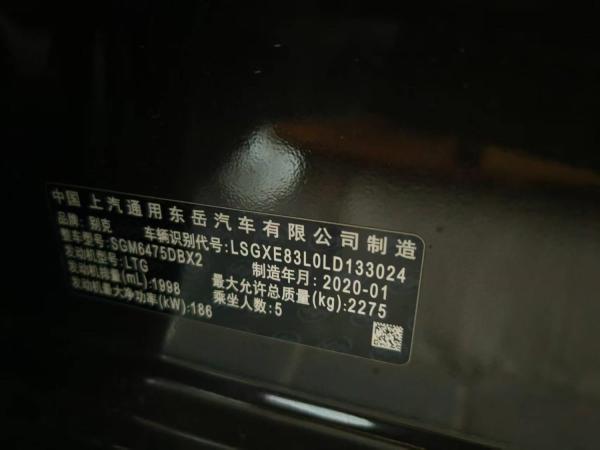 中国 上汽通用东岳汽车有限公司制造
品牌:别克 车辆识别代号:LSGXE83L0LD133024
整车型号:SGM6475DBX2 制造年月:2020-01
发动机型号:LTG 最大允许总质量(kg):2275
发动机排量(mL):1998 乘坐人数:5
发动机最大净功率(kW):186